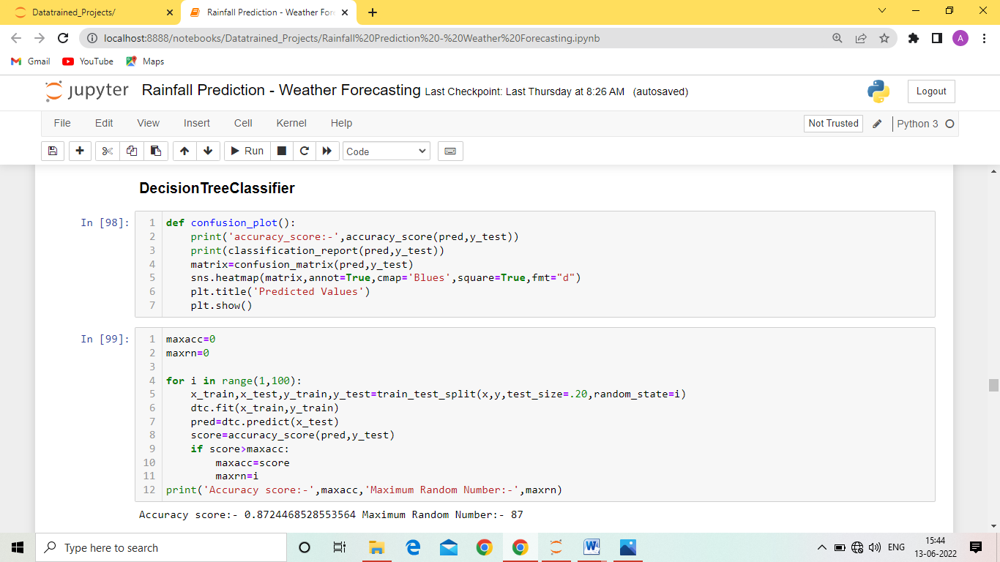 Datatrained_Projects/
Rainfall Prediction - Weather Fore
localhost:8888/notebooks/Datatrained_Projects/Rainfall%20Prediction%20-%20Weather%20Forecasting.ipynb
A
Gmail
YouTube
Maps
jupyter Rainfall Prediction - Weather Forecasting Last Checkpoint: Last Thursday at 8:26 AM (autosaved)
Logout
File Edit View Insert Cell Kernel Help
Not Trusted
Python 3
Run
Code
DecisionTreeClassifier
In [98]:
1 def confusion_plot():
2     print('accuracy_score:-',accuracy_score(pred,y_test))
3     print(classification_report(pred,y_test))
4     matrix=confusion_matrix(pred,y_test)
5     sns.heatmap(matrix,annot=True,cmap='Blues',square=True,fmt="d")
6     plt.title('Predicted Values')
7     plt.show()
In [99]:
1 maxacc=0
2 maxrn=0
3
4 for i in range(1,100):
5     x_train,x_test,y_train,y_test=train_test_split(x,y,test_size=.20,random_state=i)
6     dtc.fit(x_train,y_train)
7     pred=dtc.predict(x_test)
8     score=accuracy_score(pred,y_test)
9     if score>maxacc:
10         maxacc=score
11         maxrn=i
12 print('Accuracy score:-',maxacc,'Maximum Random Number:-',maxrn)
Accuracy score:- 0.8724468528553564 Maximum Random Number:- 87
Type here to search
ENG
15:44
13-06-2022